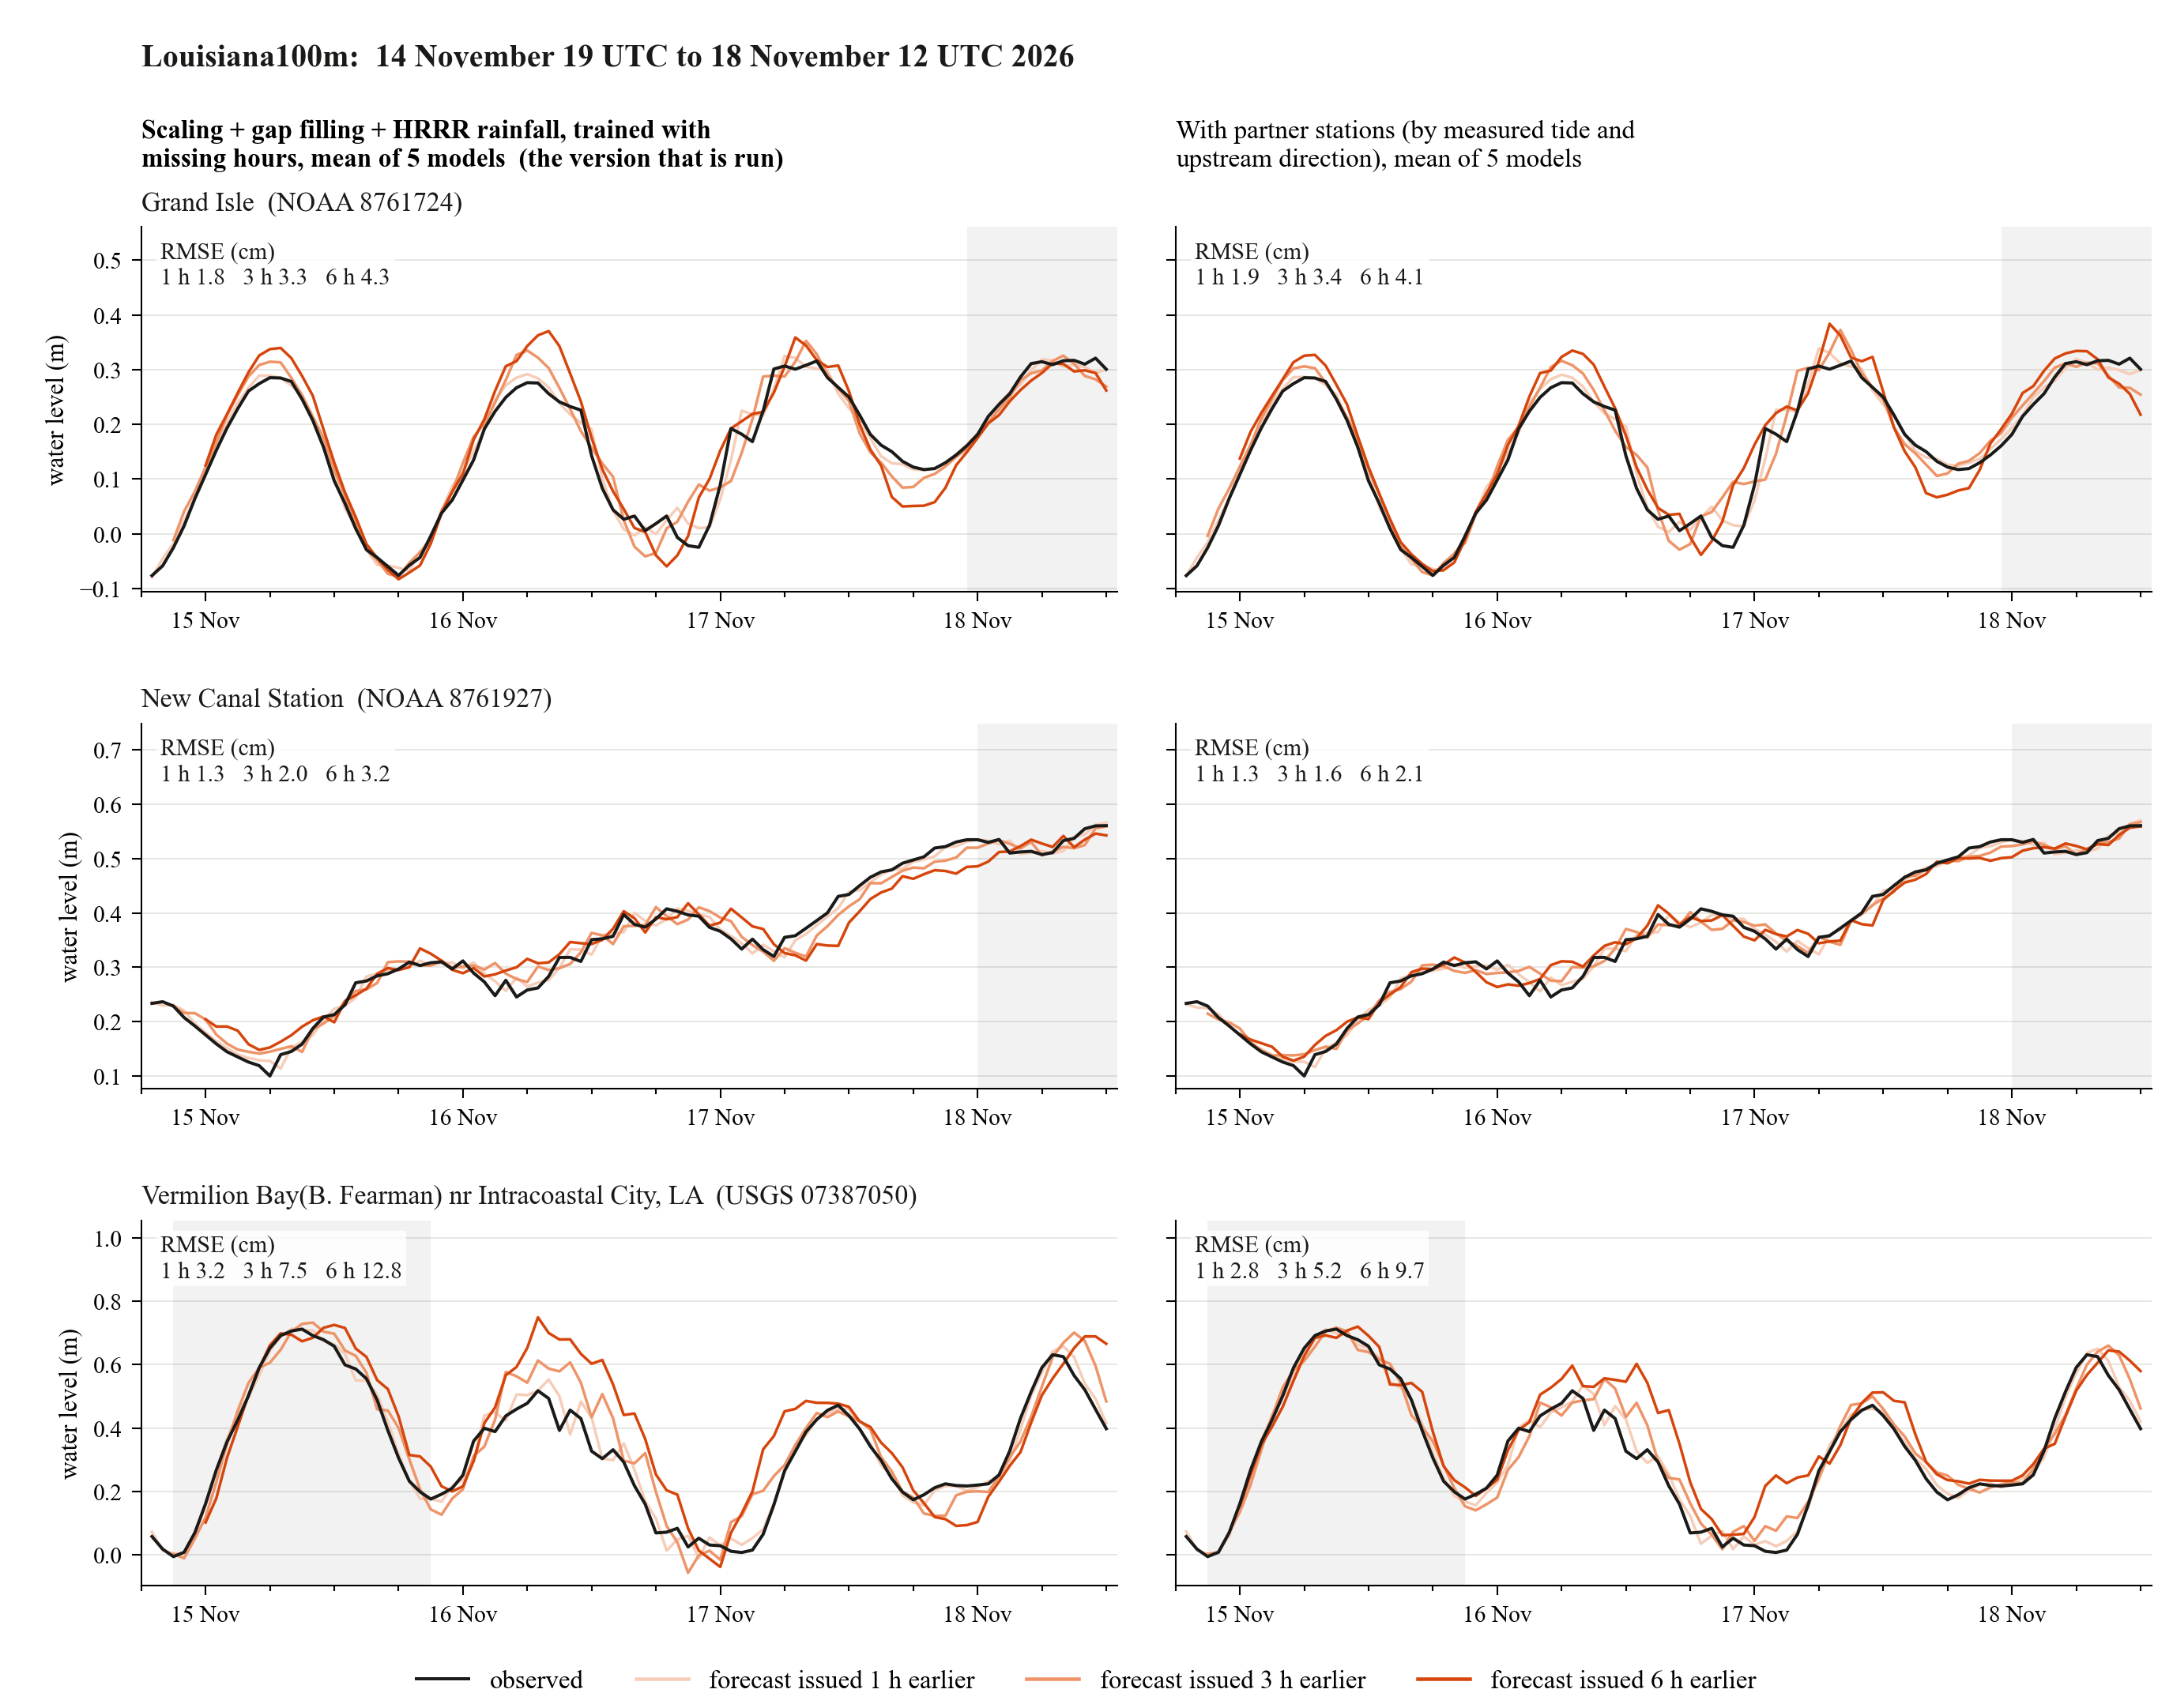 Louisiana100m:  14 November 19 UTC to 18 November 12 UTC 2026
Scaling + gap filling + HRRR rainfall, trained with
missing hours, mean of 5 models  (the version that is run)
With partner stations (by measured tide and
upstream direction), mean of 5 models
Grand Isle  (NOAA 8761724)
RMSE (cm)
1 h 1.8   3 h 3.3   6 h 4.3
RMSE (cm)
1 h 1.9   3 h 3.4   6 h 4.1
water level (m)
0.5
0.4
0.3
0.2
0.1
0.0
−0.1
15 Nov
16 Nov
17 Nov
18 Nov
15 Nov
16 Nov
17 Nov
18 Nov
New Canal Station  (NOAA 8761927)
RMSE (cm)
1 h 1.3   3 h 2.0   6 h 3.2
RMSE (cm)
1 h 1.3   3 h 1.6   6 h 2.1
water level (m)
0.7
0.6
0.5
0.4
0.3
0.2
0.1
15 Nov
16 Nov
17 Nov
18 Nov
15 Nov
16 Nov
17 Nov
18 Nov
Vermilion Bay(B. Fearman) nr Intracoastal City, LA  (USGS 07387050)
RMSE (cm)
1 h 3.2   3 h 7.5   6 h 12.8
RMSE (cm)
1 h 2.8   3 h 5.2   6 h 9.7
water level (m)
1.0
0.8
0.6
0.4
0.2
0.0
15 Nov
16 Nov
17 Nov
18 Nov
15 Nov
16 Nov
17 Nov
18 Nov
observed
forecast issued 1 h earlier
forecast issued 3 h earlier
forecast issued 6 h earlier